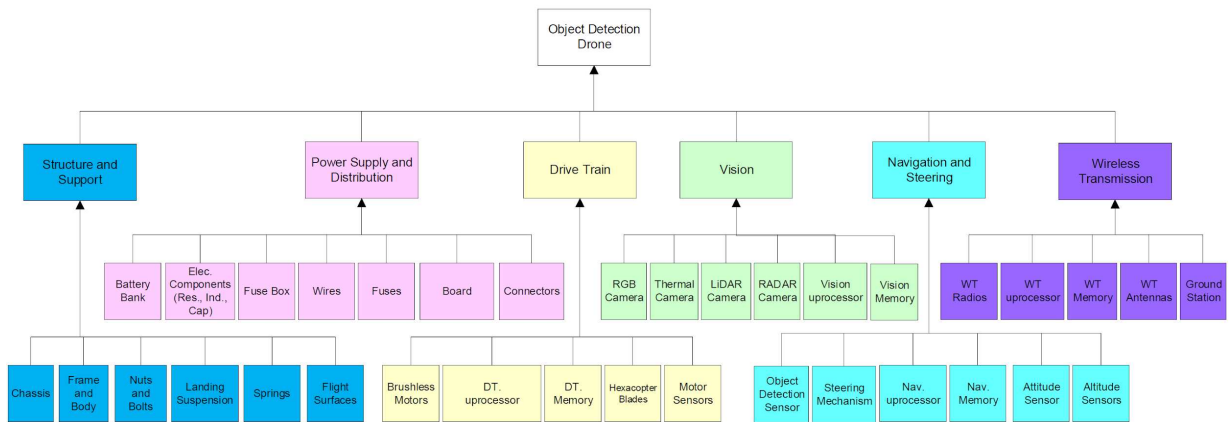 Object Detection
Drone
Structure and
Support
Power Supply and
Distribution
Drive Train
Vision
Navigation and
Steering
Wireless
Transmission
Battery
Bank
Elec.
Components
(Res., Ind.,
Cap)
Fuse Box
Wires
Fuses
Board
Connectors
RGB
Camera
Thermal
Camera
LiDAR
Camera
RADAR
Camera
Vision
uprocessor
Vision
Memory
WT
Radios
WT
uprocessor
WT
Memory
WT
Antennas
Ground
Station
Chassis
Frame
and
Body
Nuts and
Bolts
Landing
Suspension
Springs
Flight
Surfaces
Brushless
Motors
DT.
uprocessor
DT.
Memory
Hexacopter
Blades
Motor
Sensors
Object
Detection
Sensor
Steering
Mechanism
Nav.
uprocessor
Nav.
Memory
Attitude
Sensor
Altitude
Sensors